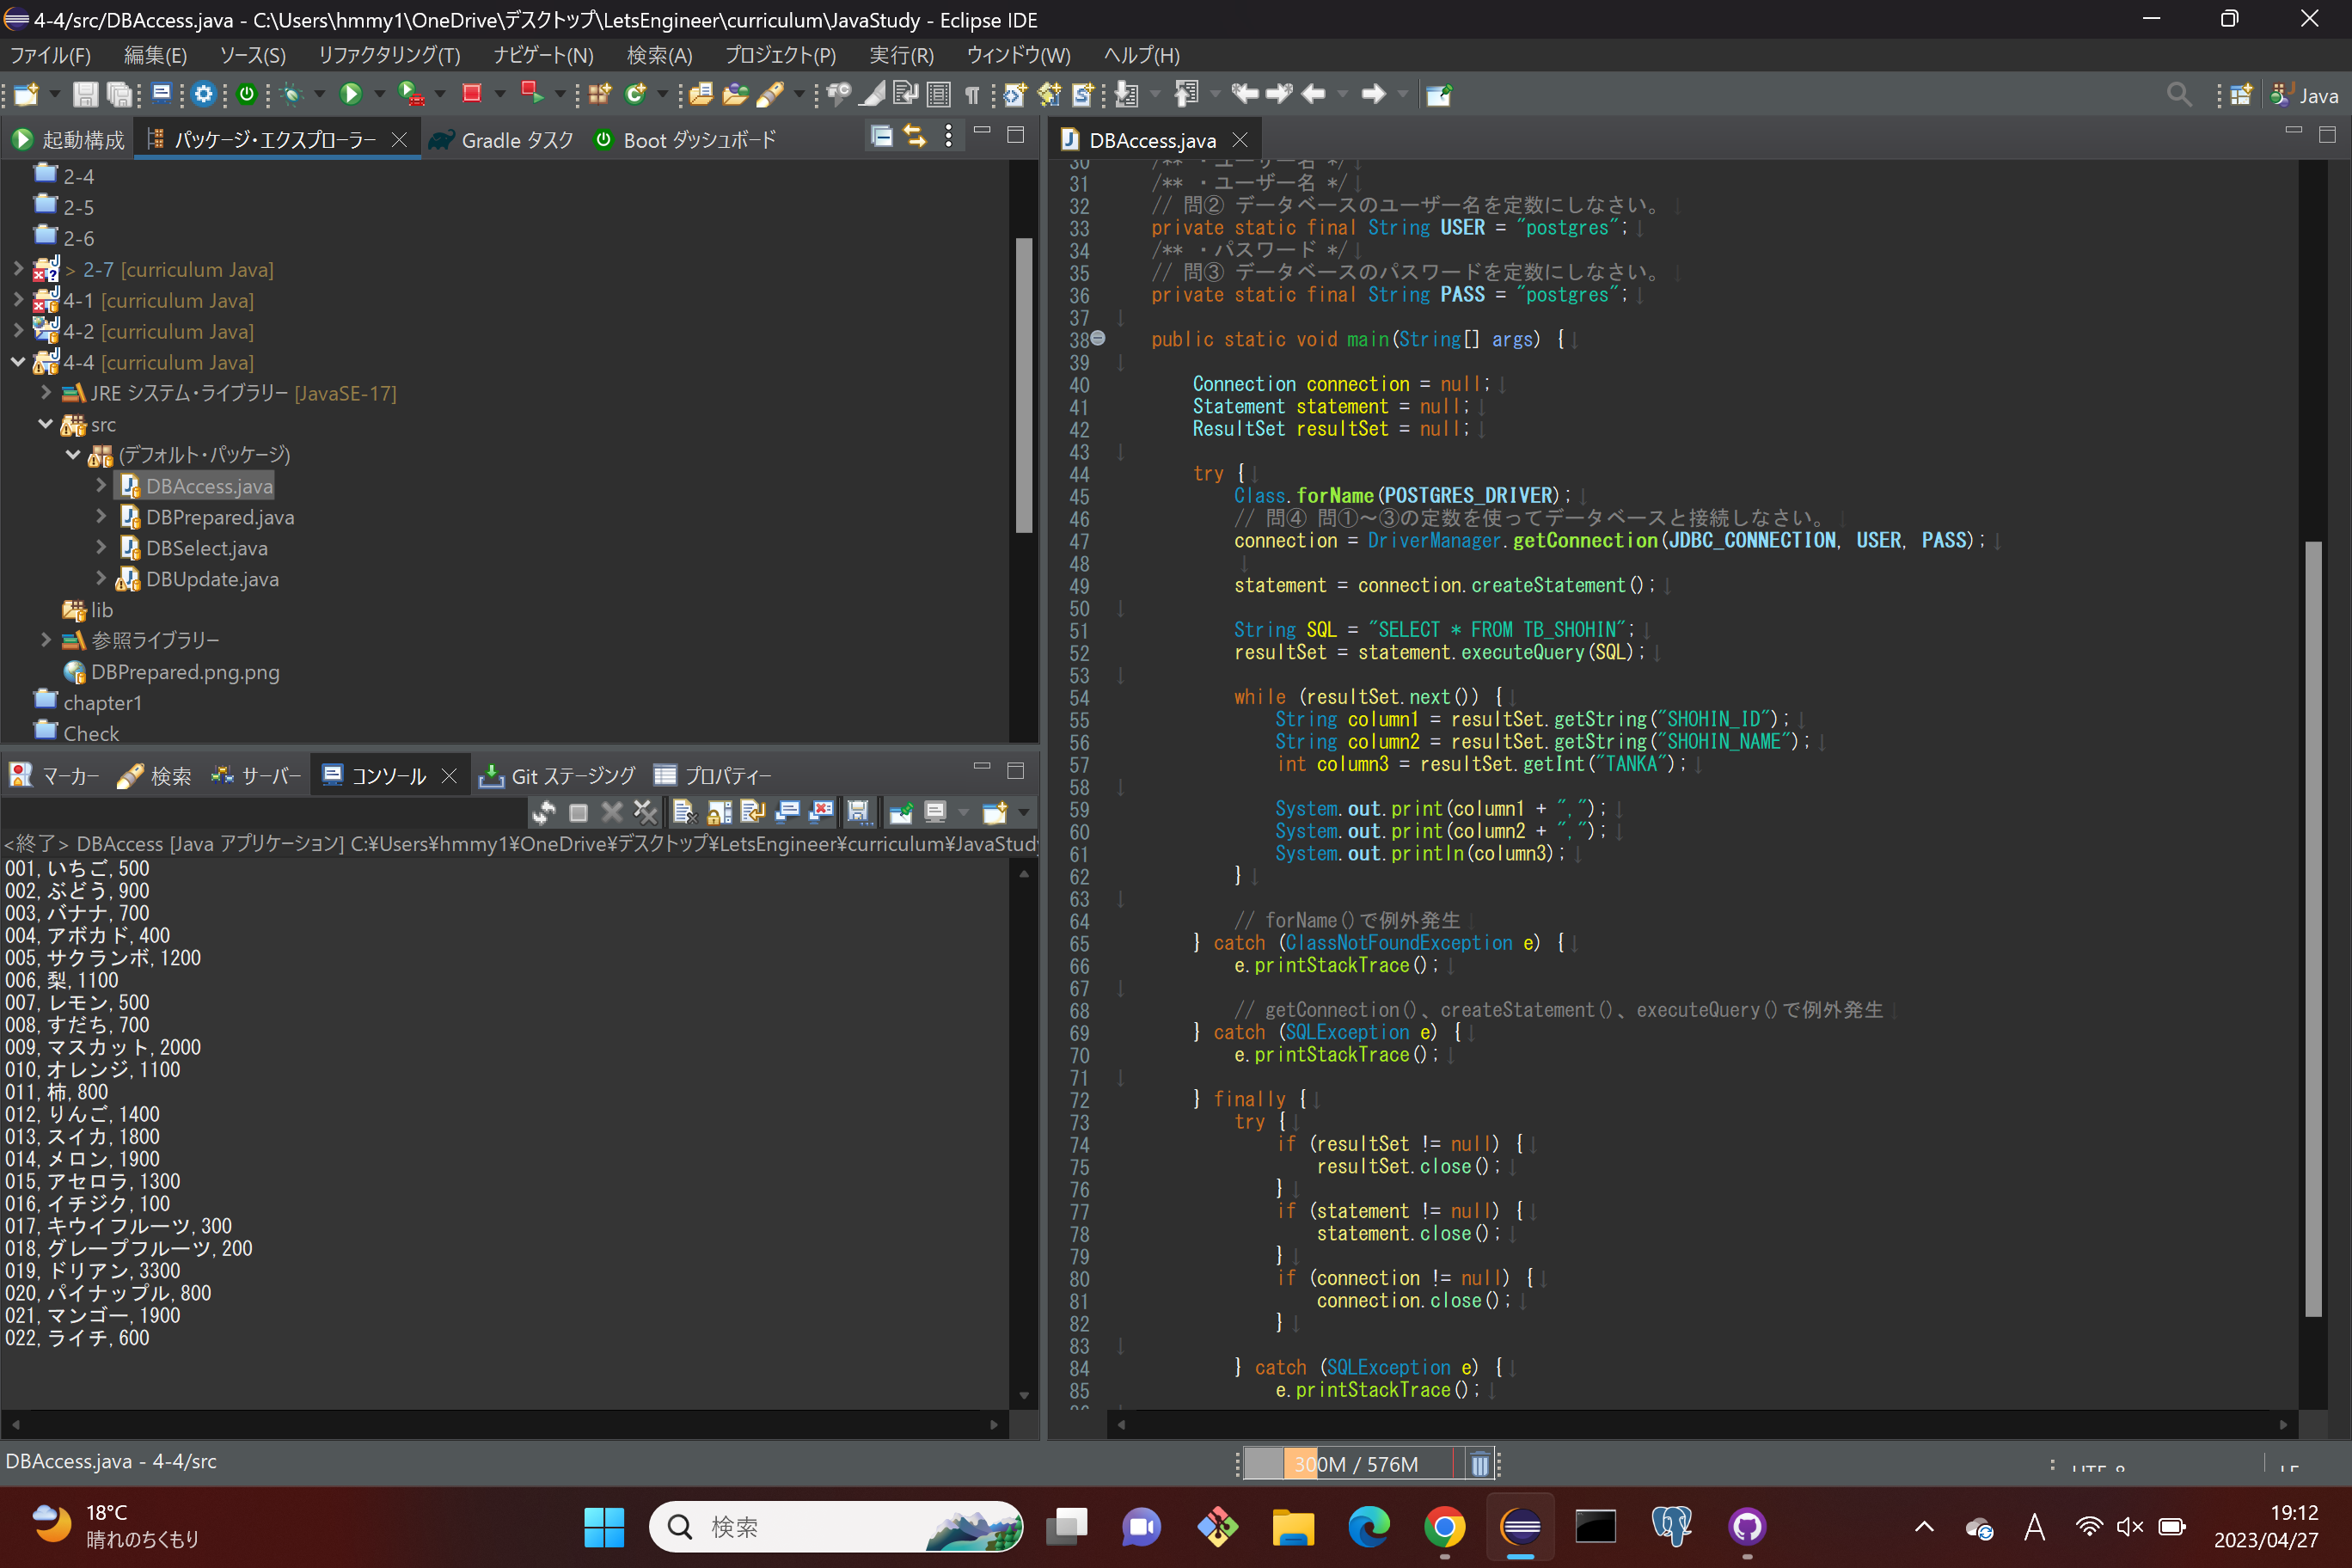 4-4/src/DBAccess.java - C:\Users\hmmy1\OneDrive\デスクトップ\LetsEngineer\curriculum\JavaStudy - Eclipse IDE
ファイル(F) 編集(E) ソース(S) リファクタリング(T) ナビゲート(N) 検索(A) プロジェクト(P) 実行(R) ウィンドウ(W) ヘルプ(H)
Java
起動構成 パッケージ・エクスプローラー Gradle タスク Boot ダッシュボード
2-4
2-5
2-6
> 2-7 [curriculum Java]
4-1 [curriculum Java]
4-2 [curriculum Java]
4-4 [curriculum Java]
JRE システム・ライブラリー [JavaSE-17]
src
(デフォルト・パッケージ)
DBAccess.java
DBPrepared.java
DBSelect.java
DBUpdate.java
lib
参照ライブラリー
DBPrepared.png.png
chapter1
Check
マーカー 検索 サーバー コンソール Git ステージング プロパティー
<終了> DBAccess [Java アプリケーション] C:¥Users¥hmmy1¥OneDrive¥デスクトップ¥LetsEngineer¥curriculum¥JavaStudy
001,いちご,500
002,ぶどう,900
003,バナナ,700
004,アボカド,400
005,サクランボ,1200
006,梨,1100
007,レモン,500
008,すだち,700
009,マスカット,2000
010,オレンジ,1100
011,柿,800
012,りんご,1400
013,スイカ,1800
014,メロン,1900
015,アセロラ,1300
016,イチジク,100
017,キウイフルーツ,300
018,グレープフルーツ,200
019,ドリアン,3300
020,パイナップル,800
021,マンゴー,1900
022,ライチ,600
DBAccess.java
30 /** ・ユーザー名 */
31 /** ・ユーザー名 */
32 // 問② データベースのユーザー名を定数にしなさい。
33 private static final String USER = "postgres";
34 /** ・パスワード */
35 // 問③ データベースのパスワードを定数にしなさい。
36 private static final String PASS = "postgres";
37
38 public static void main(String[] args) {
39
40 Connection connection = null;
41 Statement statement = null;
42 ResultSet resultSet = null;
43
44 try {
45 Class.forName(POSTGRES_DRIVER);
46 // 問④ 問①～③の定数を使ってデータベースと接続しなさい。
47 connection = DriverManager.getConnection(JDBC_CONNECTION, USER, PASS);
48
49 statement = connection.createStatement();
50
51 String SQL = "SELECT * FROM TB_SHOHIN";
52 resultSet = statement.executeQuery(SQL);
53
54 while (resultSet.next()) {
55 String column1 = resultSet.getString("SHOHIN_ID");
56 String column2 = resultSet.getString("SHOHIN_NAME");
57 int column3 = resultSet.getInt("TANKA");
58
59 System.out.print(column1 + ",");
60 System.out.print(column2 + ",");
61 System.out.println(column3);
62 }
63
64 // forName()で例外発生
65 } catch (ClassNotFoundException e) {
66 e.printStackTrace();
67
68 // getConnection()、createStatement()、executeQuery()で例外発生
69 } catch (SQLException e) {
70 e.printStackTrace();
71
72 } finally {
73 try {
74 if (resultSet != null) {
75 resultSet.close();
76 }
77 if (statement != null) {
78 statement.close();
79 }
80 if (connection != null) {
81 connection.close();
82 }
83
84 } catch (SQLException e) {
85 e.printStackTrace();
DBAccess.java - 4-4/src
300M / 576M
18°C
晴れのちくもり
検索
A
19:12
2023/04/27